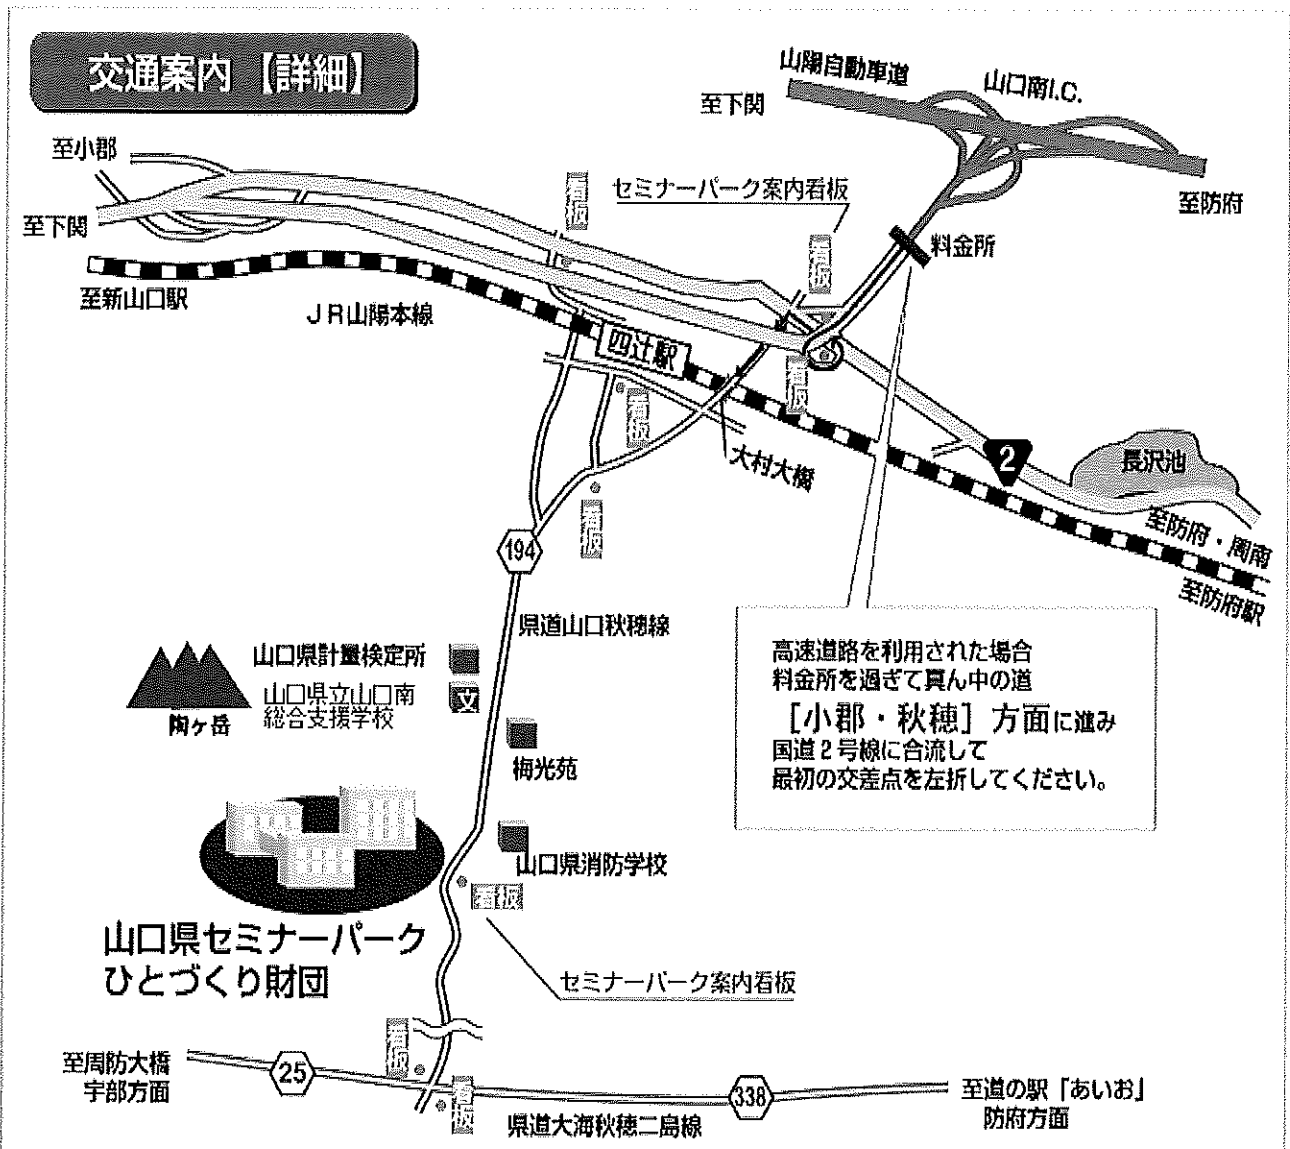 交通案内【詳細】
山陽自動車道
山口南I.C.
至下関
至小郡
看板
セミナーパーク案内看板
至防府
至下関
看板
料金所
至新山口駅
JR山陽本線
四辻駅
看板
看板
大村大橋
2
長沢池
看板
至防府・周南
194
至防府駅
県道山口秋穂線
山口県計量検定所
山口県立山口南
総合支援学校
文
陶ヶ岳
梅光苑
高速道路を利用された場合
料金所を過ぎて真ん中の道
[小郡・秋穂]方面に進み
国道2号線に合流して
最初の交差点を左折してください。
山口県消防学校
看板
山口県セミナーパーク
ひとづくり財団
セミナーパーク案内看板
看板
至周防大橋
宇部方面
25
看板
338
県道大海秋穂二島線
至道の駅「あいお」
防府方面